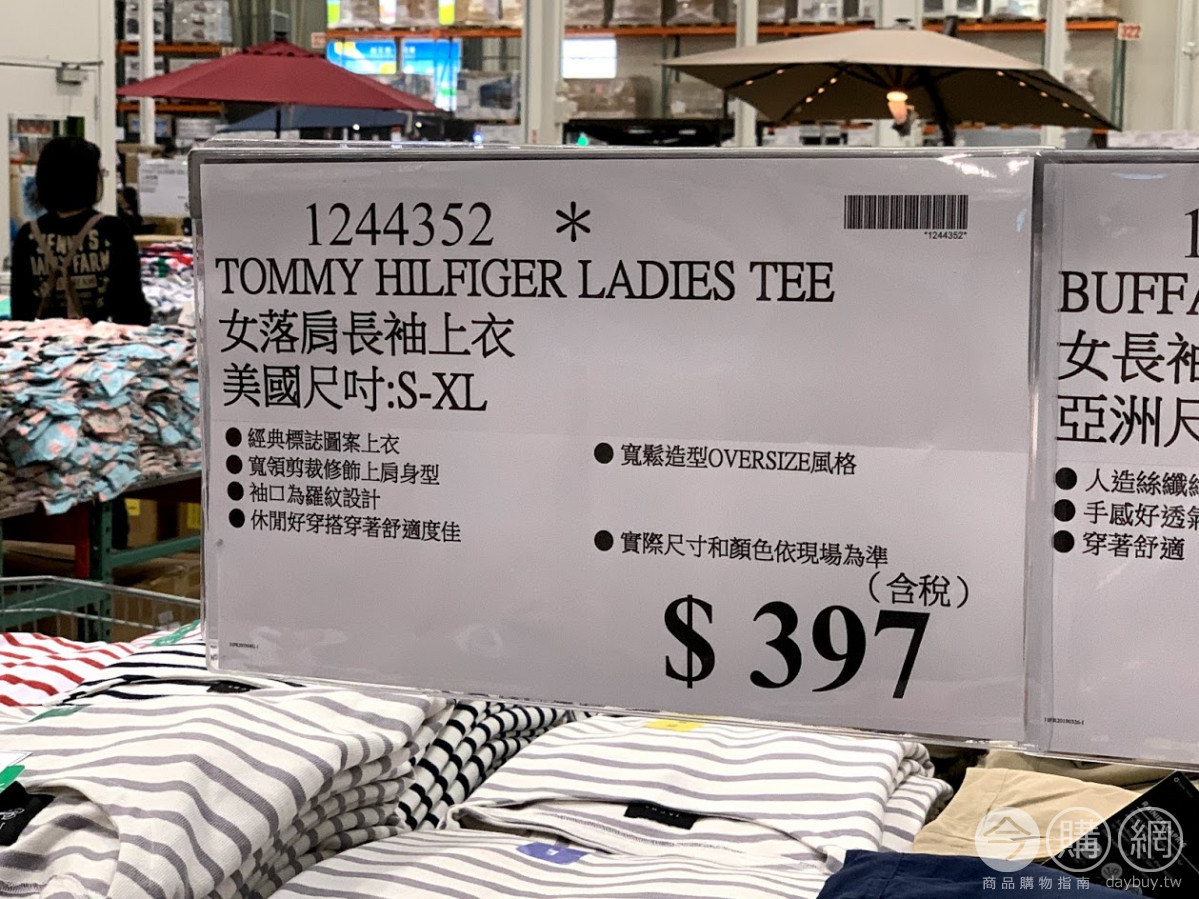 322
1244352 *
*1244352*
TOMMY HILFIGER LADIES TEE
女落肩長袖上衣
美國尺吋:S-XL
●經典標誌圖案上衣
●寬領剪裁修飾上肩身型
●袖口為羅紋設計
●休閒好穿搭穿著舒適度佳
●寬鬆造型OVERSIZE風格
●實際尺寸和顏色依現場為準
(含稅)
$ 397
1
BUFFA
女長袖
亞洲尺
●人造絲纖
●手感好透氣
●穿著舒適
今購網
商品購物指南 daybuy.tw